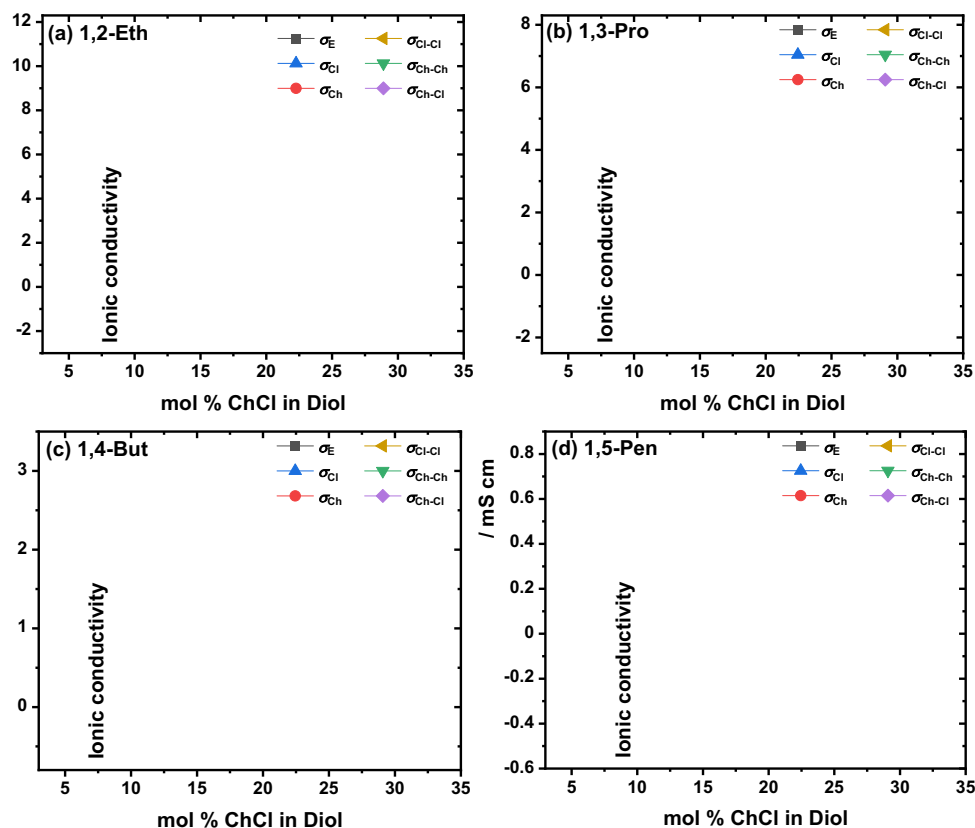 (a) 1,2-Eth
σE
σCl
σCh
σCl-Cl
σCh-Ch
σCh-Cl
12
10
8
6
4
2
0
-2
Ionic conductivity
5 10 15 20 25 30 35
mol % ChCl in Diol
(b) 1,3-Pro
σE
σCl
σCh
σCl-Cl
σCh-Ch
σCh-Cl
8
6
4
2
0
-2
Ionic conductivity
5 10 15 20 25 30 35
mol % ChCl in Diol
(c) 1,4-But
σE
σCl
σCh
σCl-Cl
σCh-Ch
σCh-Cl
3
2
1
0
Ionic conductivity
5 10 15 20 25 30 35
mol % ChCl in Diol
(d) 1,5-Pen
σE
σCl
σCh
σCl-Cl
σCh-Ch
σCh-Cl
0.8
0.6
0.4
0.2
0
-0.2
-0.4
-0.6
/ mS cm
Ionic conductivity
5 10 15 20 25 30 35
mol % ChCl in Diol